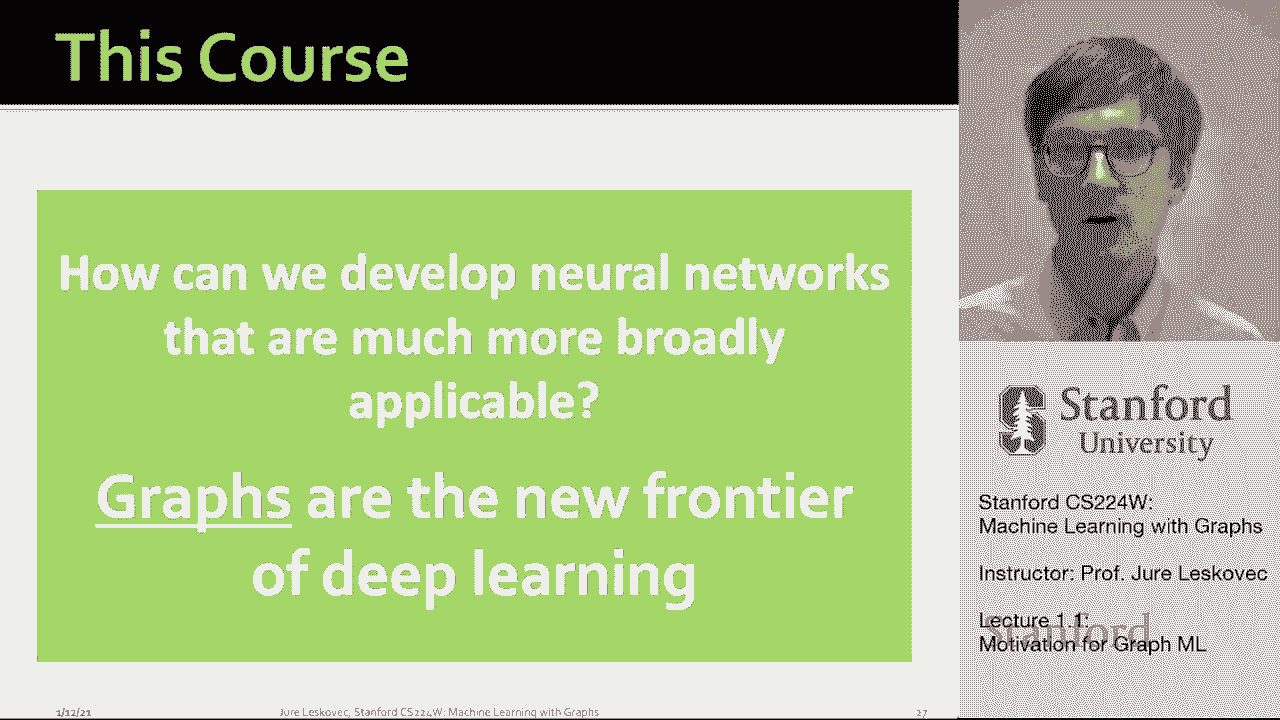 This Course
How can we develop neural networks
that are much more broadly
applicable?
Graphs are the new frontier
of deep learning
1/12/21
Jure Leskovec, Stanford CS224W: Machine Learning with Graphs
27
S
Stanford
University
Stanford CS224W:
Machine Learning with Graphs
Instructor: Prof. Jure Leskovec
Lecture 1.1:
Motivation for Graph ML
Stanford